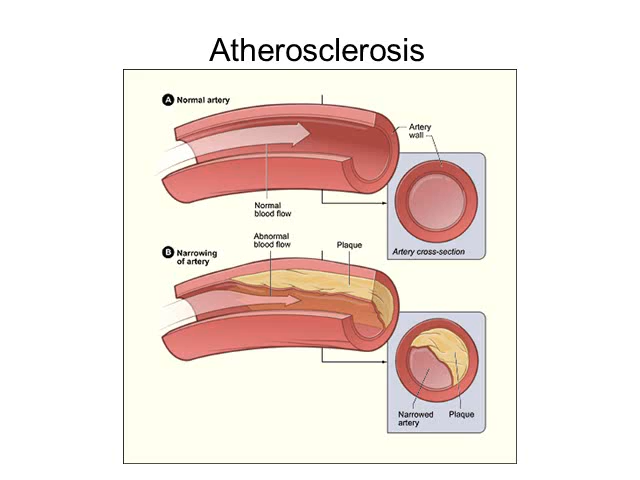 Atherosclerosis
A Normal artery
Artery
wall
Normal
blood flow
Artery cross-section
Abnormal
blood flow
Plaque
B Narrowing
of artery
Narrowed
artery
Plaque